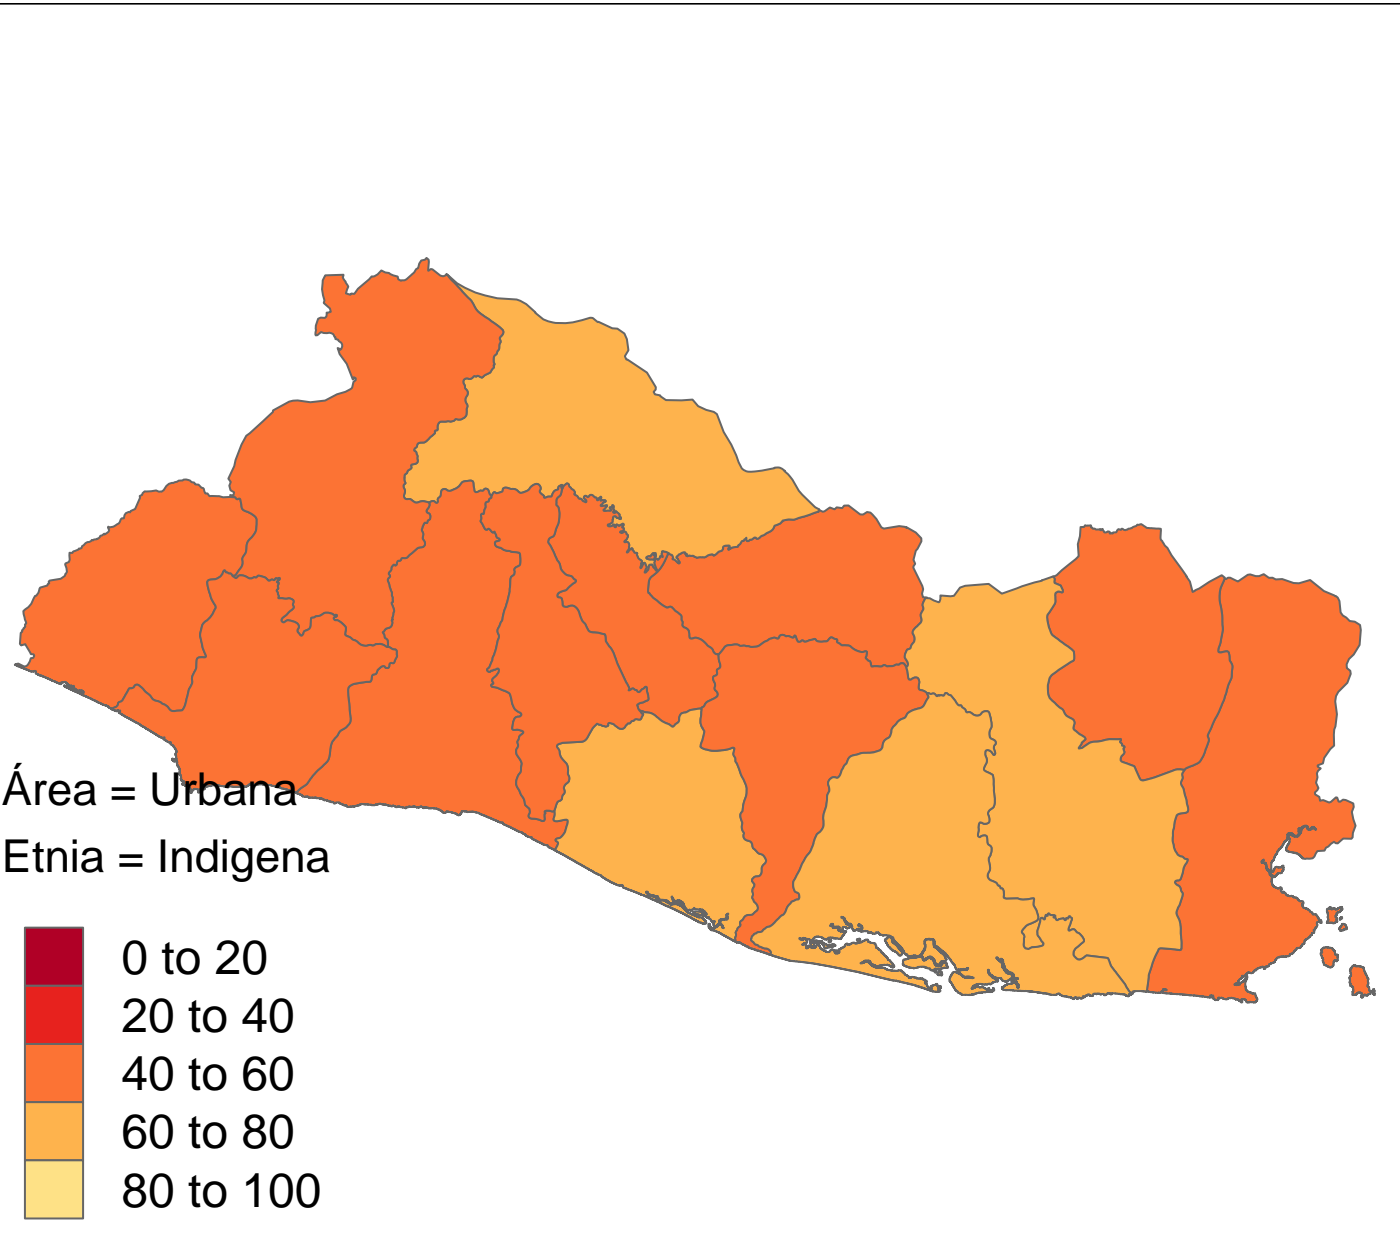 Área = Urbana
Etnia = Indigena
0 to 20
20 to 40
40 to 60
60 to 80
80 to 100